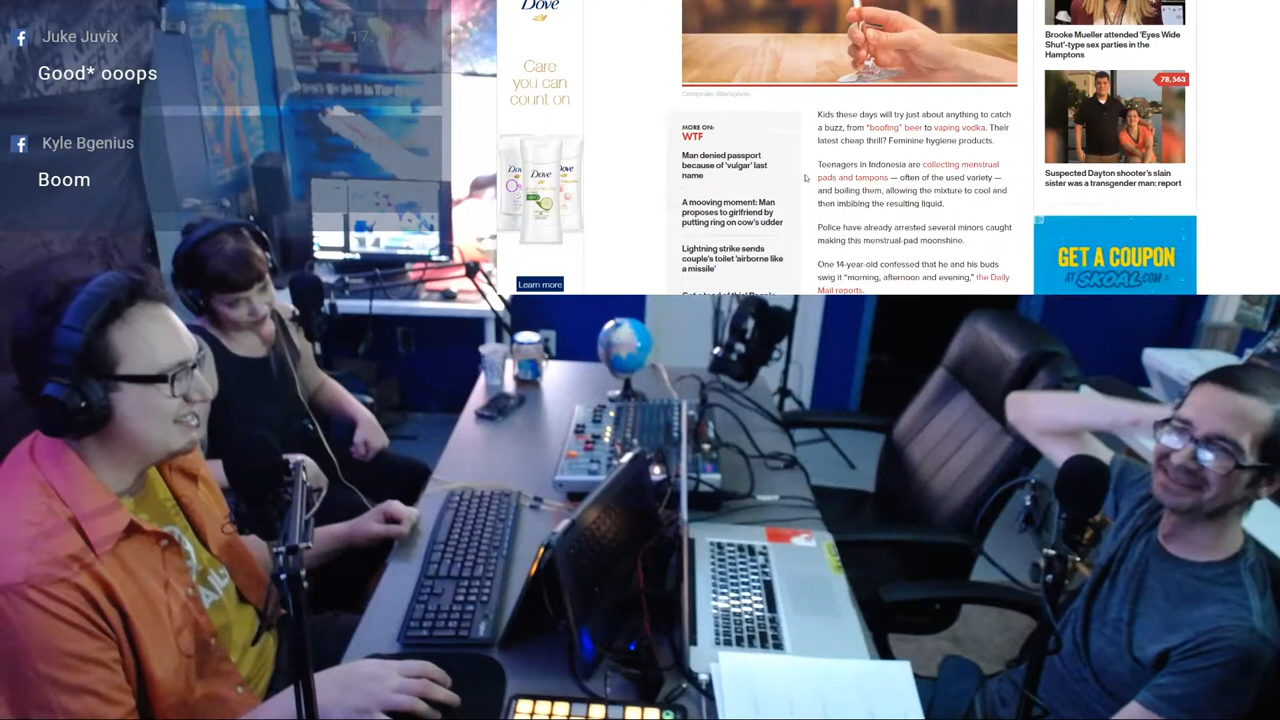 Juke Juvix
Good* ooops
Kyle Bgenius
Boom
Dove
Care
you can
count on
Dove
Learn more
MORE ON:
WTF
Man denied passport
because of 'vulgar' last
name
A mooving moment: Man
proposes to girlfriend by
putting ring on cow's udder
Lightning strike sends
couple's toilet 'airborne like
a missile'
Kids these days will try just about anything to catch
a buzz, from "boofing" beer to vaping vodka. Their
latest cheap thrill? Feminine hygiene products.
Teenagers in Indonesia are collecting menstrual
pads and tampons — often of the used variety —
and boiling them, allowing the mixture to cool and
then imbibing the resulting liquid.
Police have already arrested several minors caught
making this menstrual-pad moonshine.
One 14-year-old confessed that he and his buds
swig it "morning, afternoon and evening," the Daily
Mail reports.
Brooke Mueller attended 'Eyes Wide
Shut'-type sex parties in the
Hamptons
78,563
Suspected Dayton shooter's slain
sister was a transgender man: report
GET A COUPON
AT SKOAL.COM >